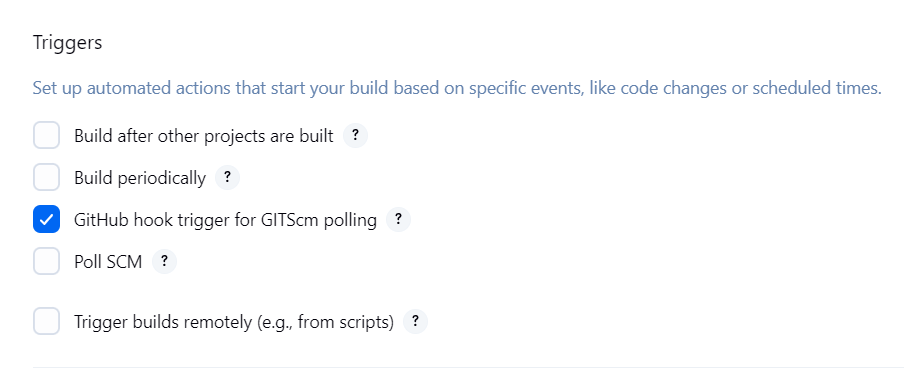 Triggers
Set up automated actions that start your build based on specific events, like code changes or scheduled times.
Build after other projects are built ?
Build periodically ?
GitHub hook trigger for GITScm polling ?
Poll SCM ?
Trigger builds remotely (e.g., from scripts) ?